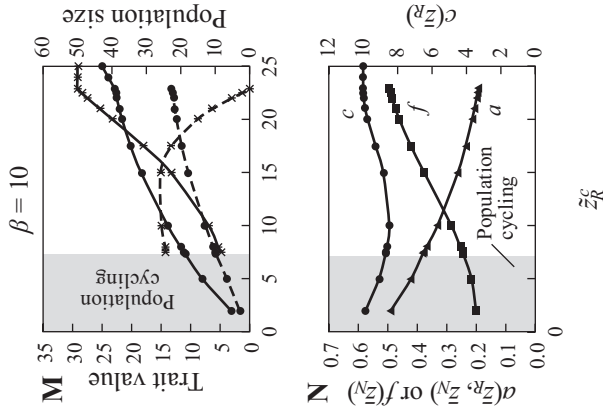 β = 10
M
Trait value
35
30
25
20
15
10
5
0
Population
cycling
Population size
60
50
40
30
20
10
0
0
5
10
15
20
25
N
a(z̄_R, z̄_N) or f(z̄_N)
0.7
0.6
0.5
0.4
0.3
0.2
0.1
0.0
c
f
a
Population
cycling
c(z̄_R)
12
10
8
6
4
2
0
z̃_R^c